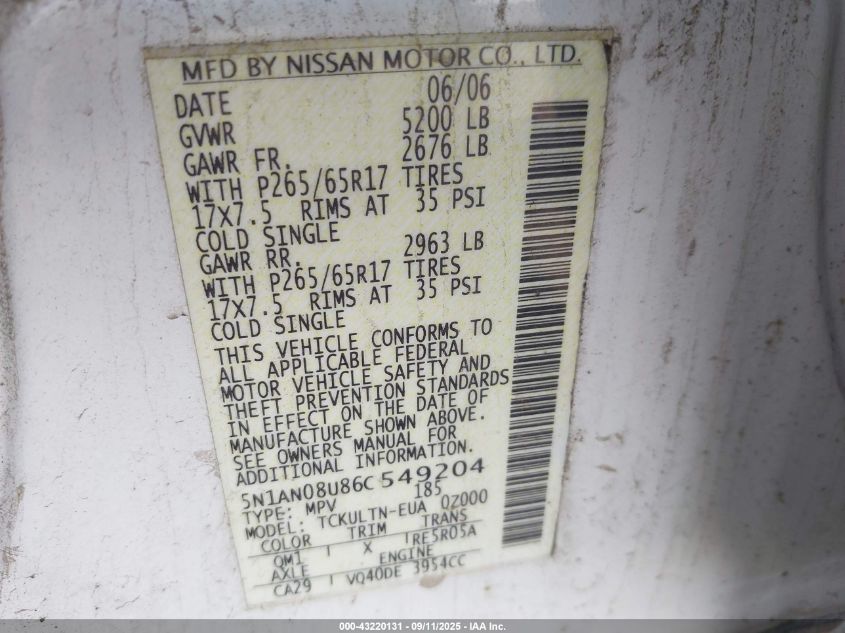 MFD BY NISSAN MOTOR CO., LTD.
DATE 06/06
GVWR 5200 LB
GAWR FR. 2676 LB
WITH P265/65R17 TIRES
17X7.5 RIMS AT 35 PSI
COLD SINGLE
GAWR RR. 2963 LB
WITH P265/65R17 TIRES
17X7.5 RIMS AT 35 PSI
COLD SINGLE
THIS VEHICLE CONFORMS TO
ALL APPLICABLE FEDERAL
MOTOR VEHICLE SAFETY AND
THEFT PREVENTION STANDARDS
IN EFFECT ON THE DATE OF
MANUFACTURE SHOWN ABOVE.
SEE OWNERS MANUAL FOR
ADDITIONAL INFORMATION.
5N1AN08U86C549204
TYPE: MPV 185
MODEL: TCKULTN-EUA QZ000
COLOR TRIM TRANS
QM1 X RE5R05A
AXLE ENGINE
CA29 VQ40DE 3954CC
000-43220131 - 09/11/2025 - IAA Inc.